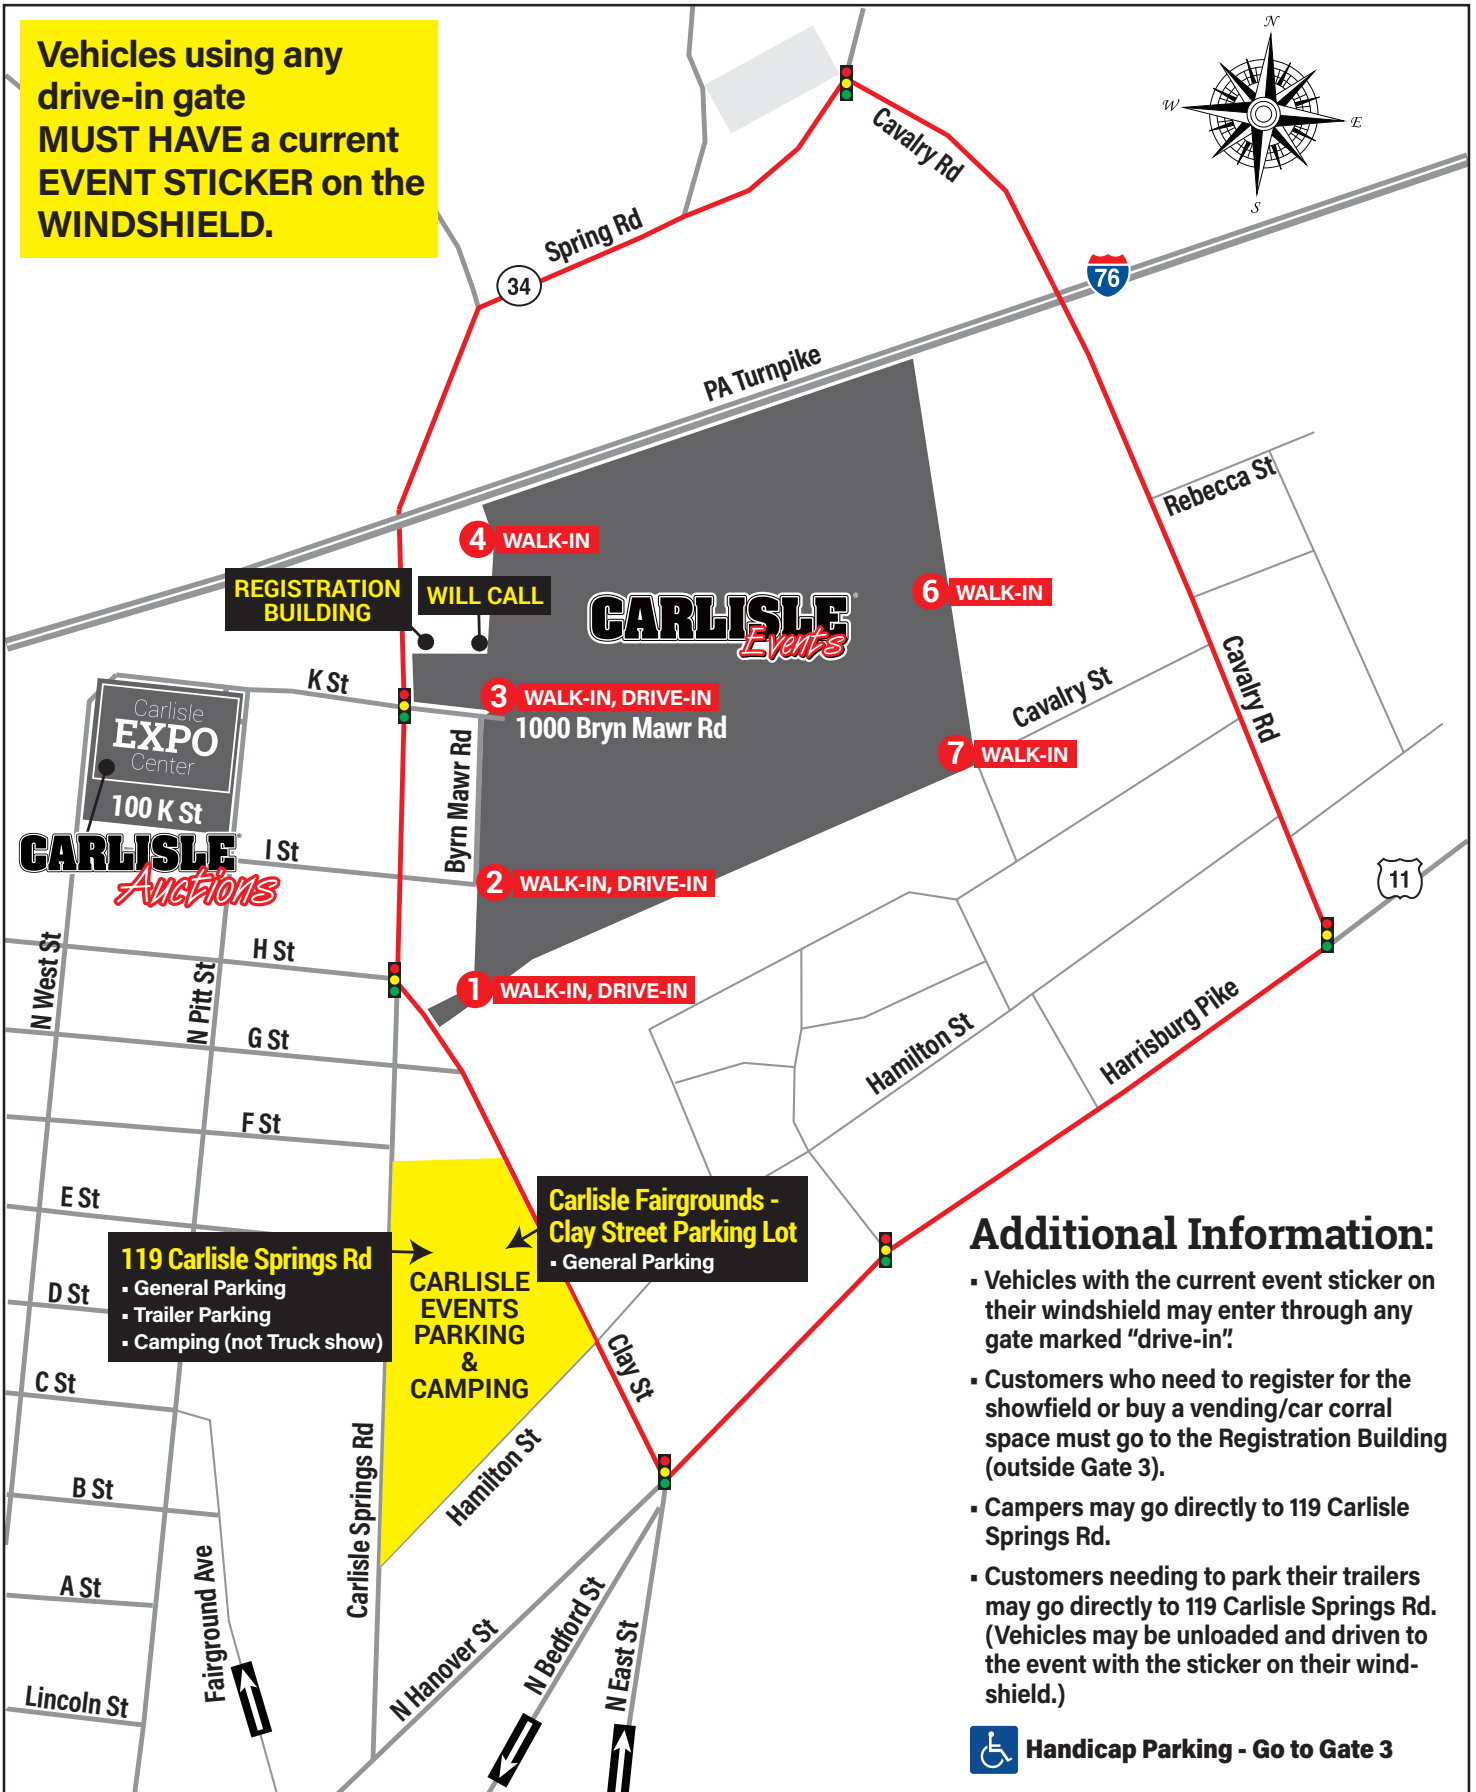 Vehicles using any
drive-in gate
MUST HAVE a current
EVENT STICKER on the
WINDSHIELD.
N
W
E
S
Cavalry Rd
Spring Rd
34
76
PA Turnpike
Rebecca St
4 WALK-IN
REGISTRATION
BUILDING
WILL CALL
CARLISLE
Events
®
6 WALK-IN
K St
3 WALK-IN, DRIVE-IN
1000 Bryn Mawr Rd
Cavalry St
Cavalry Rd
7 WALK-IN
Carlisle
EXPO
Center
100 K St
Byrn Mawr Rd
CARLISLE
Auctions
®
I St
2 WALK-IN, DRIVE-IN
11
H St
N West St
N Pitt St
1 WALK-IN, DRIVE-IN
G St
Hamilton St
Harrisburg Pike
F St
E St
Carlisle Fairgrounds -
Clay Street Parking Lot
▪ General Parking
119 Carlisle Springs Rd
▪ General Parking
▪ Trailer Parking
▪ Camping (not Truck show)
D St
CARLISLE
EVENTS
PARKING
&
CAMPING
C St
Clay St
Carlisle Springs Rd
Hamilton St
B St
A St
Fairground Ave
Lincoln St
N Hanover St
N Bedford St
N East St
Additional Information:
▪ Vehicles with the current event sticker on
their windshield may enter through any
gate marked “drive-in”.
▪ Customers who need to register for the
showfield or buy a vending/car corral
space must go to the Registration Building
(outside Gate 3).
▪ Campers may go directly to 119 Carlisle
Springs Rd.
▪ Customers needing to park their trailers
may go directly to 119 Carlisle Springs Rd.
(Vehicles may be unloaded and driven to
the event with the sticker on their wind-
shield.)
Handicap Parking - Go to Gate 3